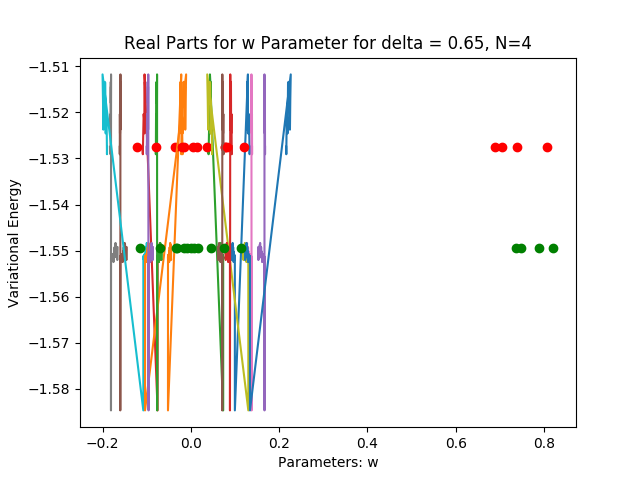 Real Parts for w Parameter for delta = 0.65, N=4
−1.51
−1.52
−1.53
−1.54
−1.55
−1.56
−1.57
−1.58
Variational Energy
−0.2 0.0 0.2 0.4 0.6 0.8
Parameters: w